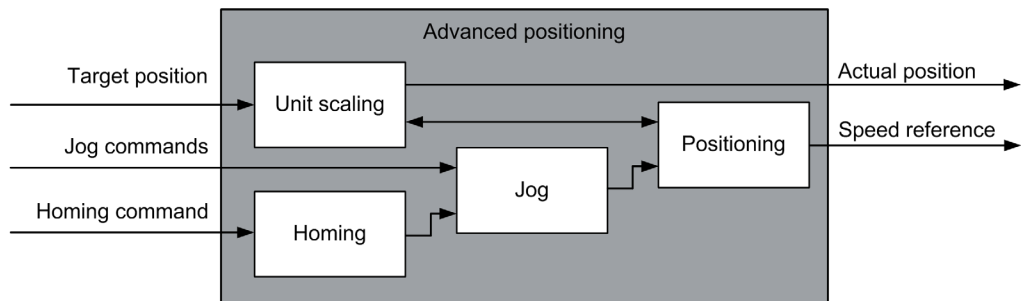 Advanced positioning
Target position
Unit scaling
Actual position
Jog commands
Positioning
Speed reference
Jog
Homing command
Homing